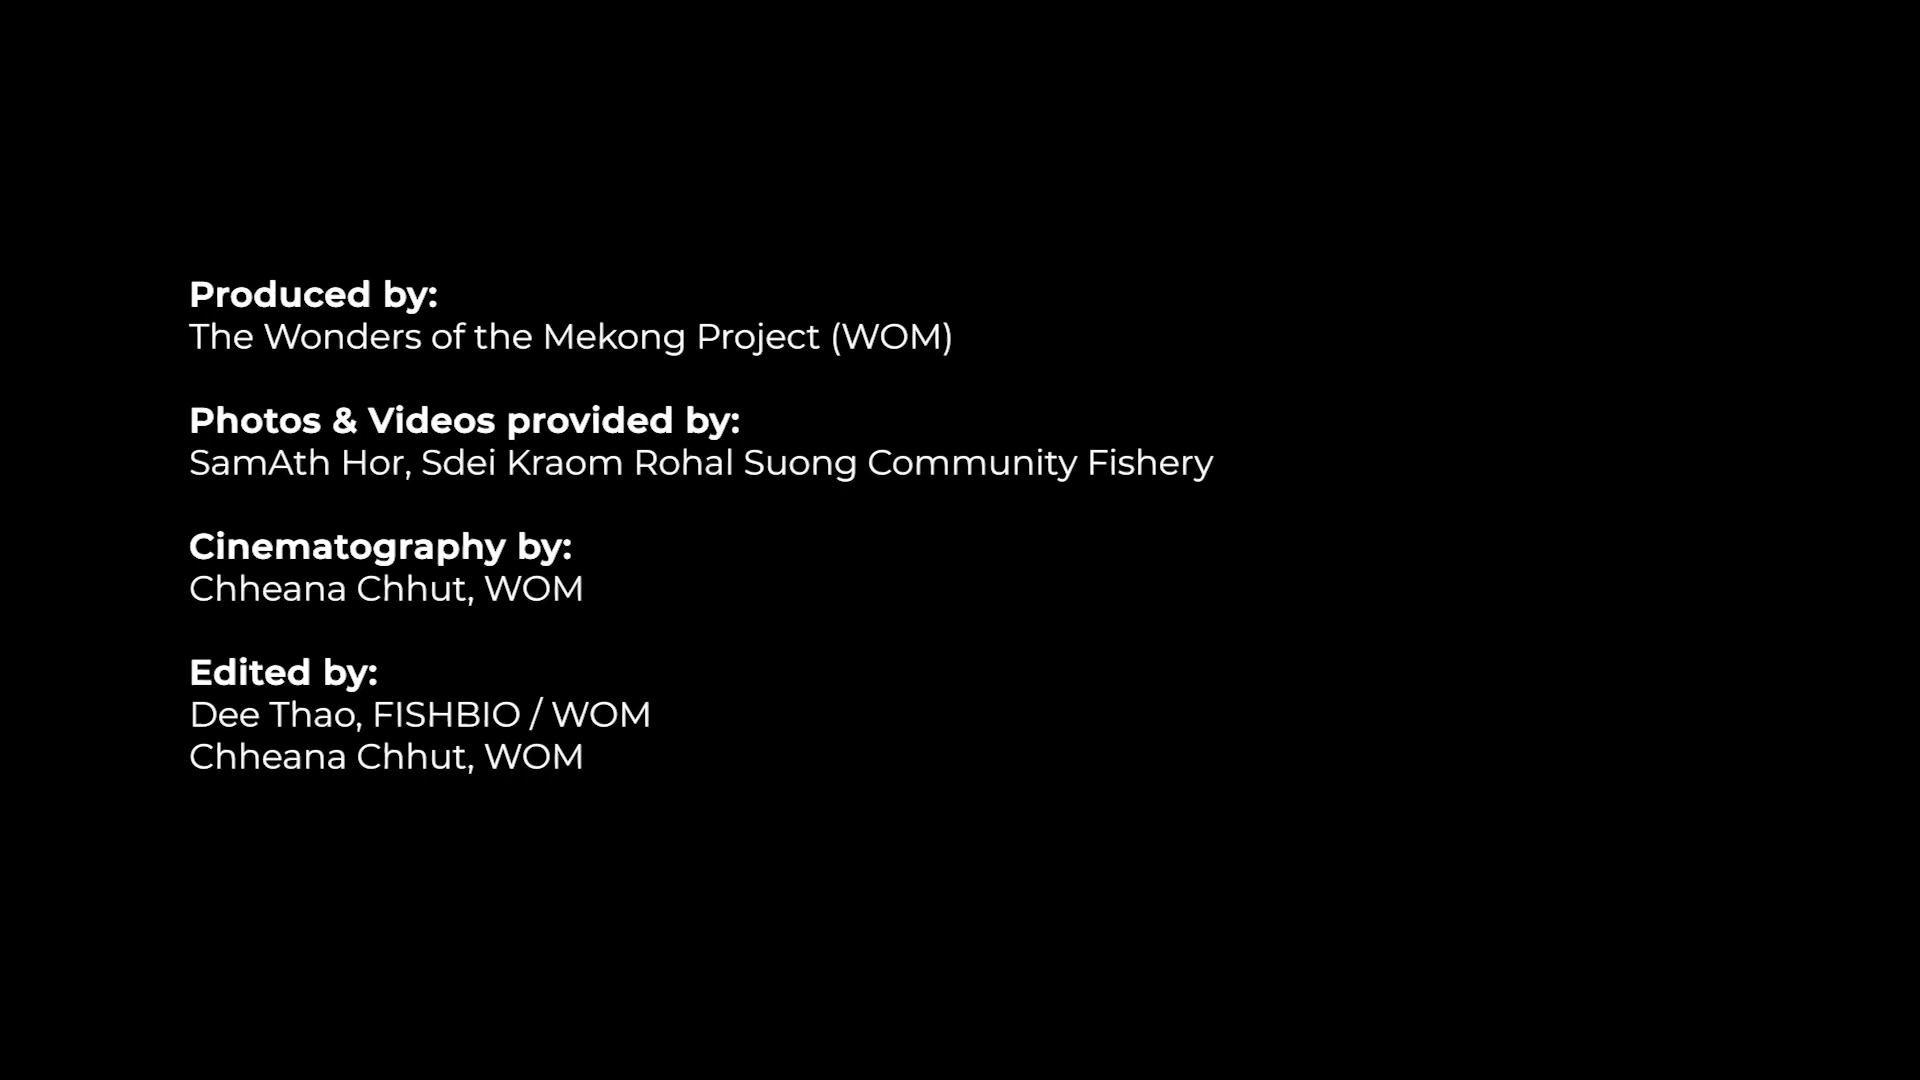 Produced by:
The Wonders of the Mekong Project (WOM)
Photos & Videos provided by:
SamAth Hor, Sdei Kraom Rohal Suong Community Fishery
Cinematography by:
Chheana Chhut, WOM
Edited by:
Dee Thao, FISHBIO / WOM
Chheana Chhut, WOM